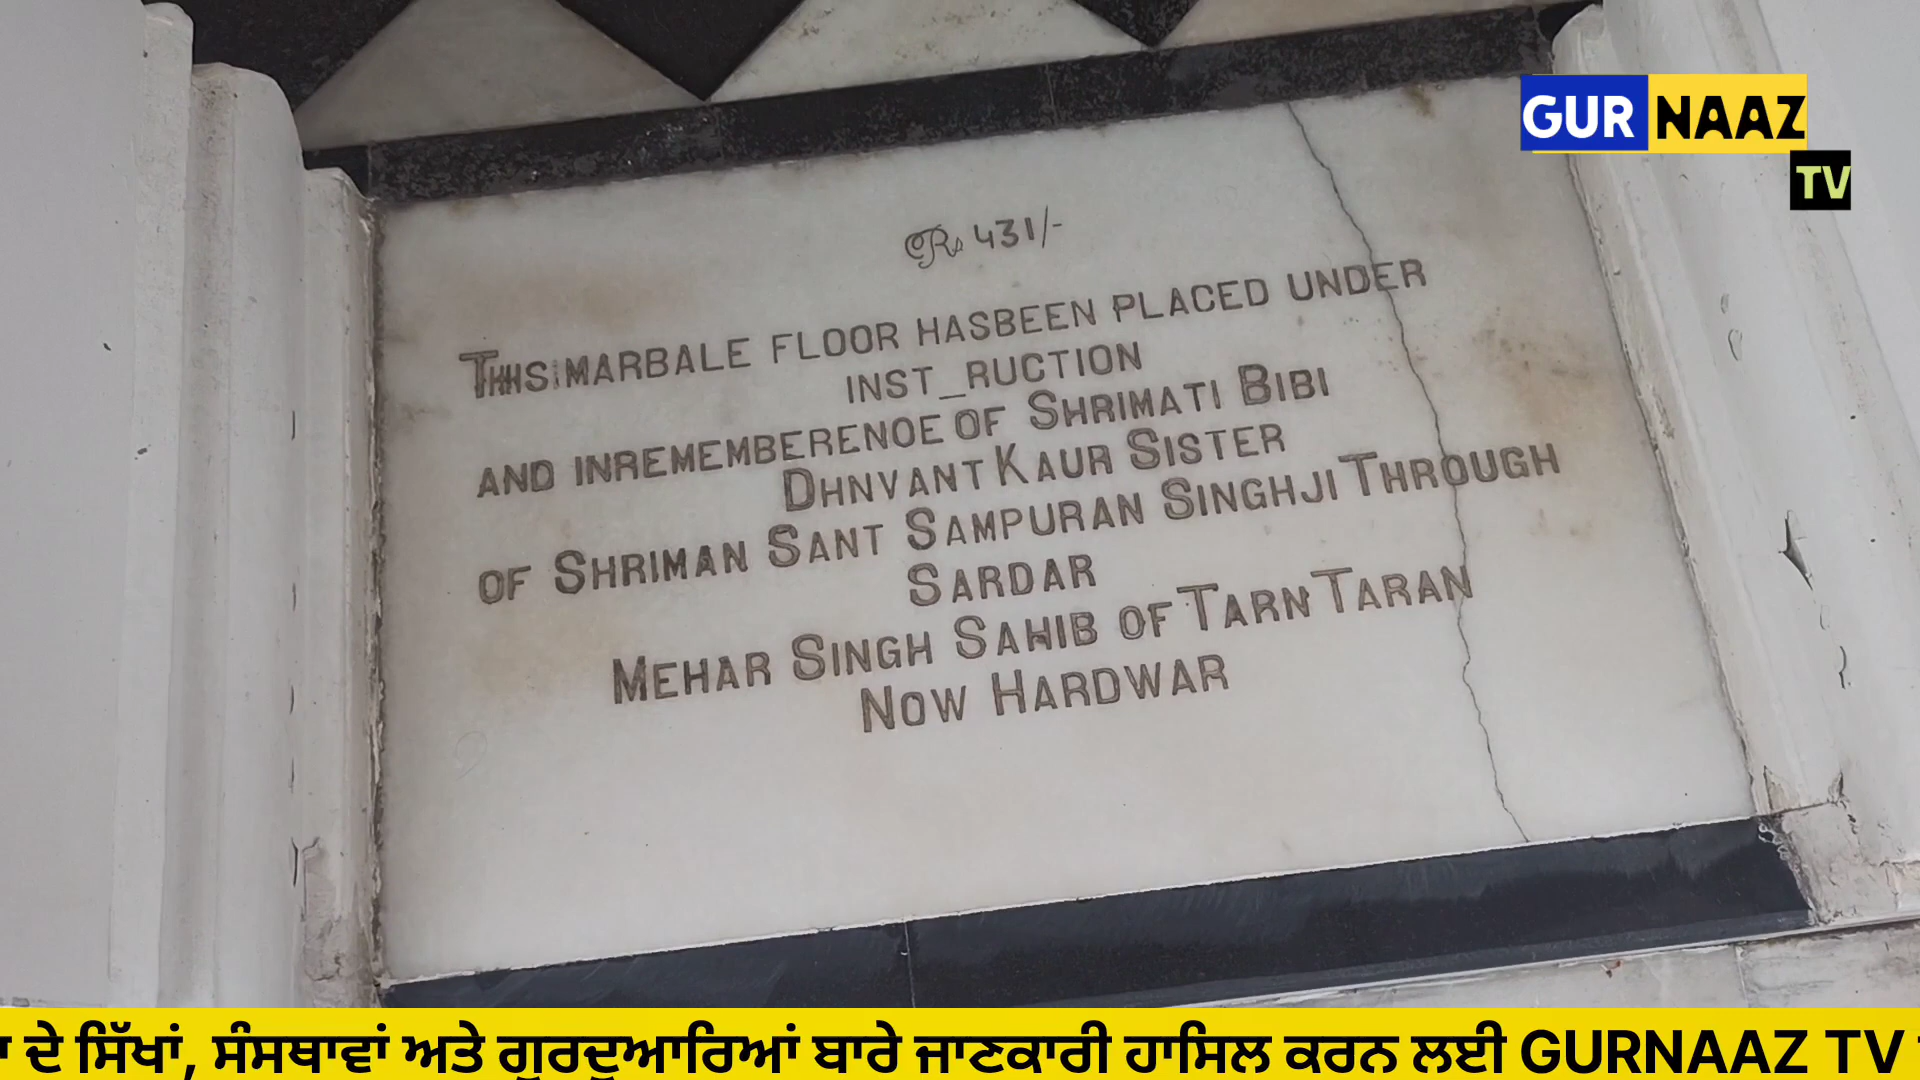 GUR NAAZ
TV
Rs 431/-
THIS MARBALE FLOOR HASBEEN PLACED UNDER
INST_RUCTION
AND INREMEMBERENOE OF SHRIMATI BIBI
DHNVANT KAUR SISTER
OF SHRIMAN SANT SAMPURAN SINGHJI THROUGH
SARDAR
MEHAR SINGH SAHIB OF TARN TARAN
NOW HARDWAR
ਦੇ ਸਿੱਖਾਂ, ਸੰਸਥਾਵਾਂ ਅਤੇ ਗੁਰਦੁਆਰਿਆਂ ਬਾਰੇ ਜਾਣਕਾਰੀ ਹਾਸਿਲ ਕਰਨ ਲਈ GURNAAZ TV